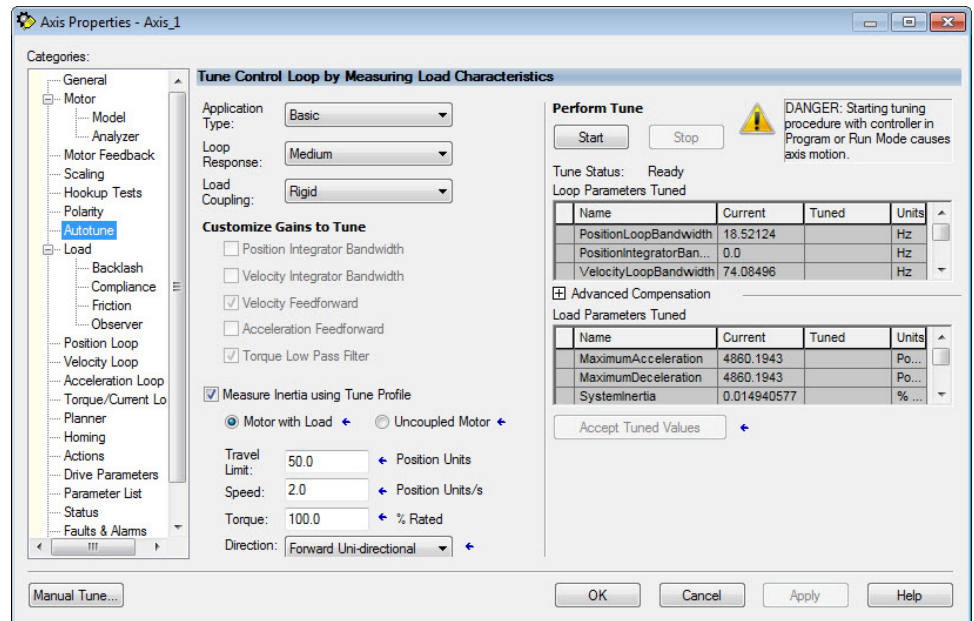 Axis Properties - Axis_1
Categories:
General
Motor
Model
Analyzer
Motor Feedback
Scaling
Hookup Tests
Polarity
Autotune
Load
Backlash
Compliance
Friction
Observer
Position Loop
Velocity Loop
Acceleration Loop
Torque/Current Lo
Planner
Homing
Actions
Drive Parameters
Parameter List
Status
Faults & Alarms
Tune Control Loop by Measuring Load Characteristics
Application
Type:
Basic
Loop
Response:
Medium
Load
Coupling:
Rigid
Customize Gains to Tune
Position Integrator Bandwidth
Velocity Integrator Bandwidth
Velocity Feedforward
Acceleration Feedforward
Torque Low Pass Filter
Measure Inertia using Tune Profile
Motor with Load
Uncoupled Motor
Travel
Limit:
50.0
Position Units
Speed:
2.0
Position Units/s
Torque:
100.0
% Rated
Direction:
Forward Uni-directional
Perform Tune
Start
Stop
DANGER: Starting tuning
procedure with controller in
Program or Run Mode causes
axis motion.
Tune Status: Ready
Loop Parameters Tuned
Name Current Tuned Units
PositionLoopBandwidth 18.52124 Hz
PositionIntegratorBan... 0.0 Hz
VelocityLoopBandwidth 74.08496 Hz
Advanced Compensation
Load Parameters Tuned
Name Current Tuned Units
MaximumAcceleration 4860.1943 Po...
MaximumDeceleration 4860.1943 Po...
SystemInertia 0.014940577 % ...
Accept Tuned Values
Manual Tune...
OK
Cancel
Apply
Help